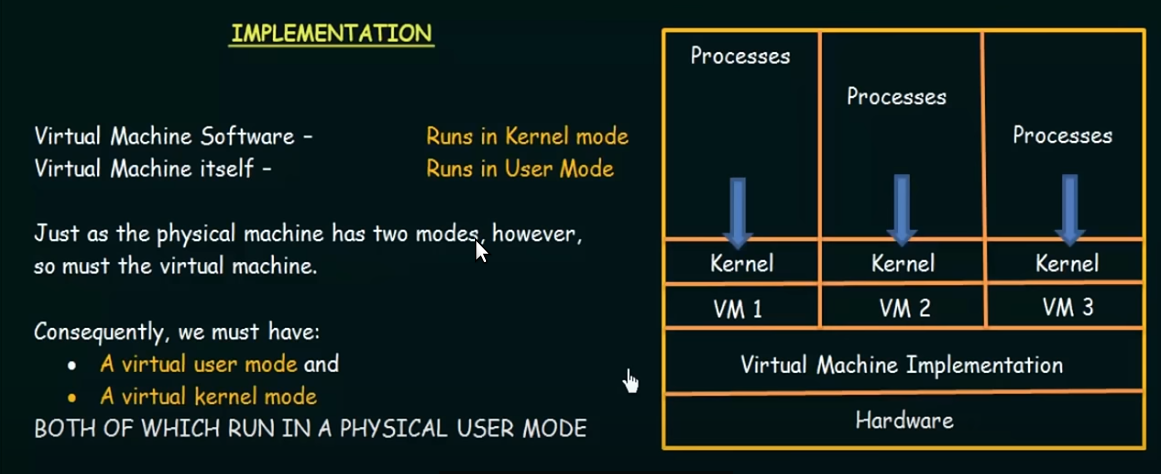 IMPLEMENTATION
Virtual Machine Software – Runs in Kernel mode
Virtual Machine itself – Runs in User Mode
Just as the physical machine has two modes, however,
so must the virtual machine.
Consequently, we must have:
• A virtual user mode and
• A virtual kernel mode
BOTH OF WHICH RUN IN A PHYSICAL USER MODE
Processes
Processes
Processes
Kernel Kernel Kernel
VM 1 VM 2 VM 3
Virtual Machine Implementation
Hardware